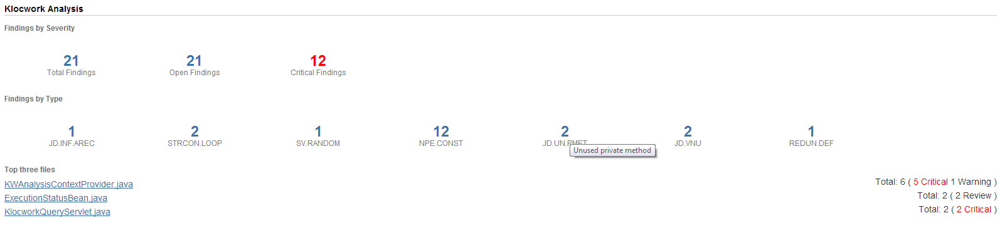 Klocwork Analysis
Findings by Severity
21 21 12
Total Findings Open Findings Critical Findings
Findings by Type
1 2 1 12 2 2 1
JD.INF.AREC STRCON.LOOP SV.RANDOM NPE.CONST JD.UN.PMET JD.VNU REDUN.DEF
Unused private method
Top three files
KWAnalysisContextProvider.java Total: 6 ( 5 Critical 1 Warning )
ExecutionStatusBean.java Total: 2 ( 2 Review )
KlocworkQueryServlet.java Total: 2 ( 2 Critical )